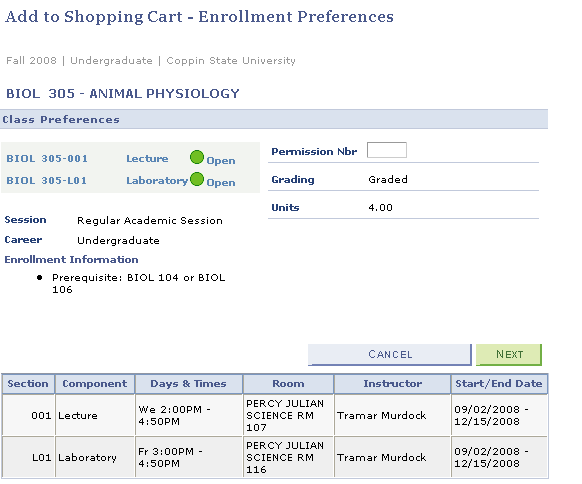 Add to Shopping Cart - Enrollment Preferences
Fall 2008 | Undergraduate | Coppin State University
BIOL 305 - ANIMAL PHYSIOLOGY
Class Preferences
BIOL 305-001 Lecture Open
BIOL 305-L01 Laboratory Open
Permission Nbr
Grading Graded
Units 4.00
Session Regular Academic Session
Career Undergraduate
Enrollment Information
Prerequisite: BIOL 104 or BIOL
106
CANCEL NEXT
Section Component Days & Times Room Instructor Start/End Date
001 Lecture We 2:00PM - 4:50PM PERCY JULIAN SCIENCE RM 107 Tramar Murdock 09/02/2008 - 12/15/2008
L01 Laboratory Fr 3:00PM - 4:50PM PERCY JULIAN SCIENCE RM 116 Tramar Murdock 09/02/2008 - 12/15/2008